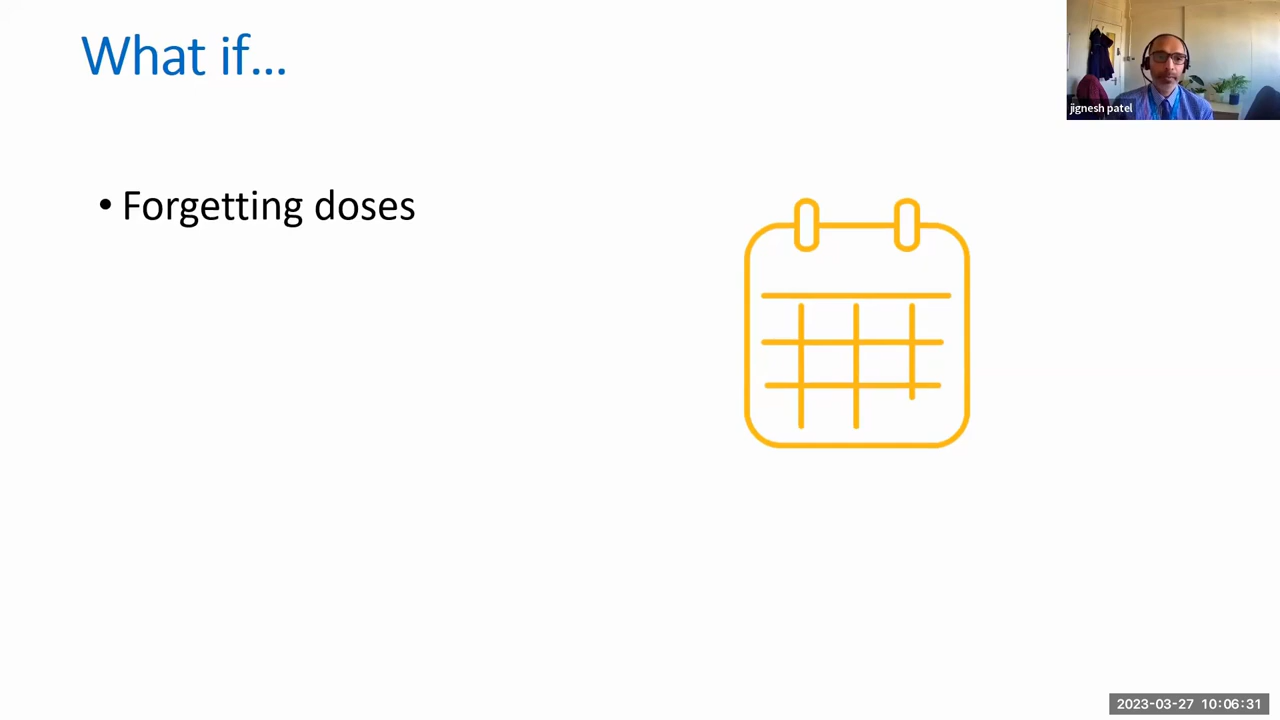 What if...
jignesh patel
• Forgetting doses
2023-03-27 10:06:31